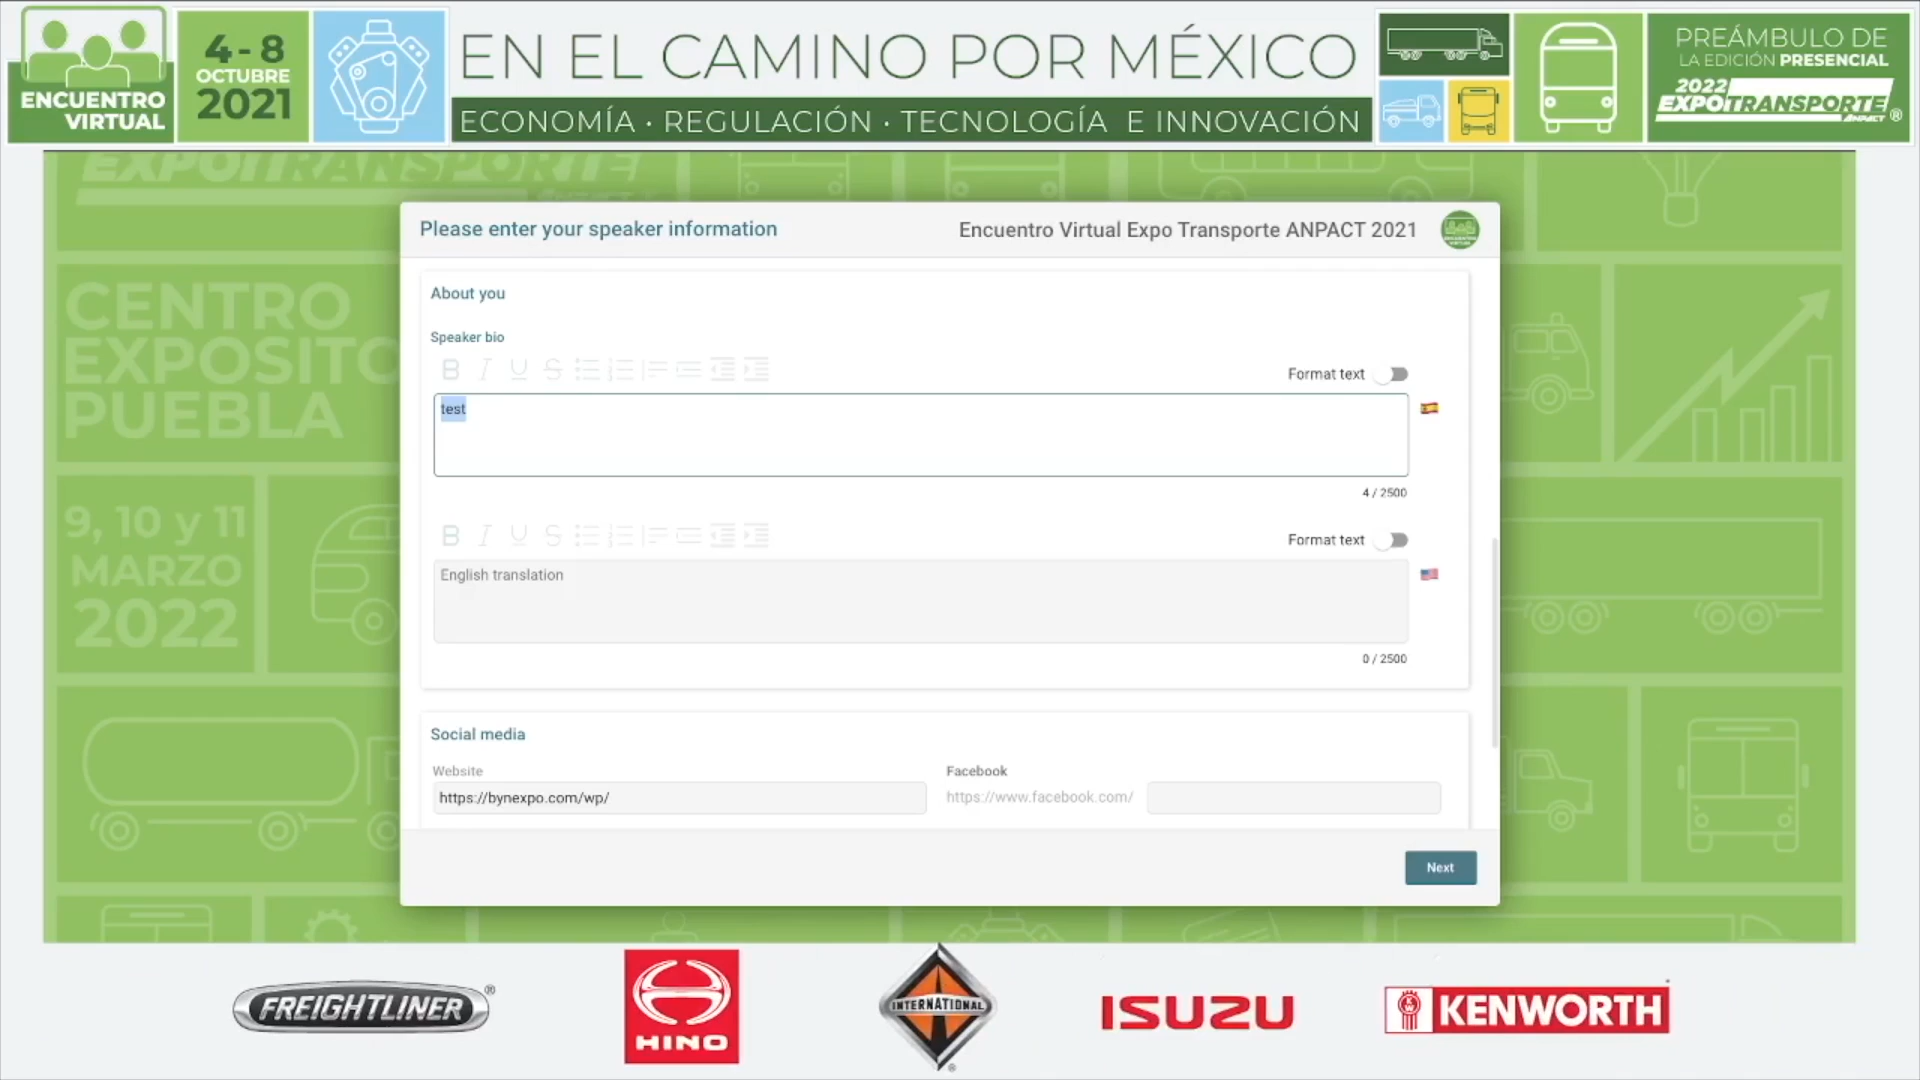 ENCUENTRO
VIRTUAL
4 - 8
OCTUBRE
2021
EN EL CAMINO POR MÉXICO
ECONOMÍA · REGULACIÓN · TECNOLOGÍA E INNOVACIÓN
PREÁMBULO DE
LA EDICIÓN PRESENCIAL
2022
EXPOTRANSPORTE
ANPACT ®
EXPOTRANSPORTE
CENTRO
EXPOSITO
PUEBLA
9, 10 y 11
MARZO
2022
Please enter your speaker information
Encuentro Virtual Expo Transporte ANPACT 2021
About you
Speaker bio
B I U S
Format text
test
4 / 2500
B I U S
Format text
English translation
0 / 2500
Social media
Website
Facebook
https://bynexpo.com/wp/
https://www.facebook.com/
Next
FREIGHTLINER ®
HINO
INTERNATIONAL ®
ISUZU
KENWORTH